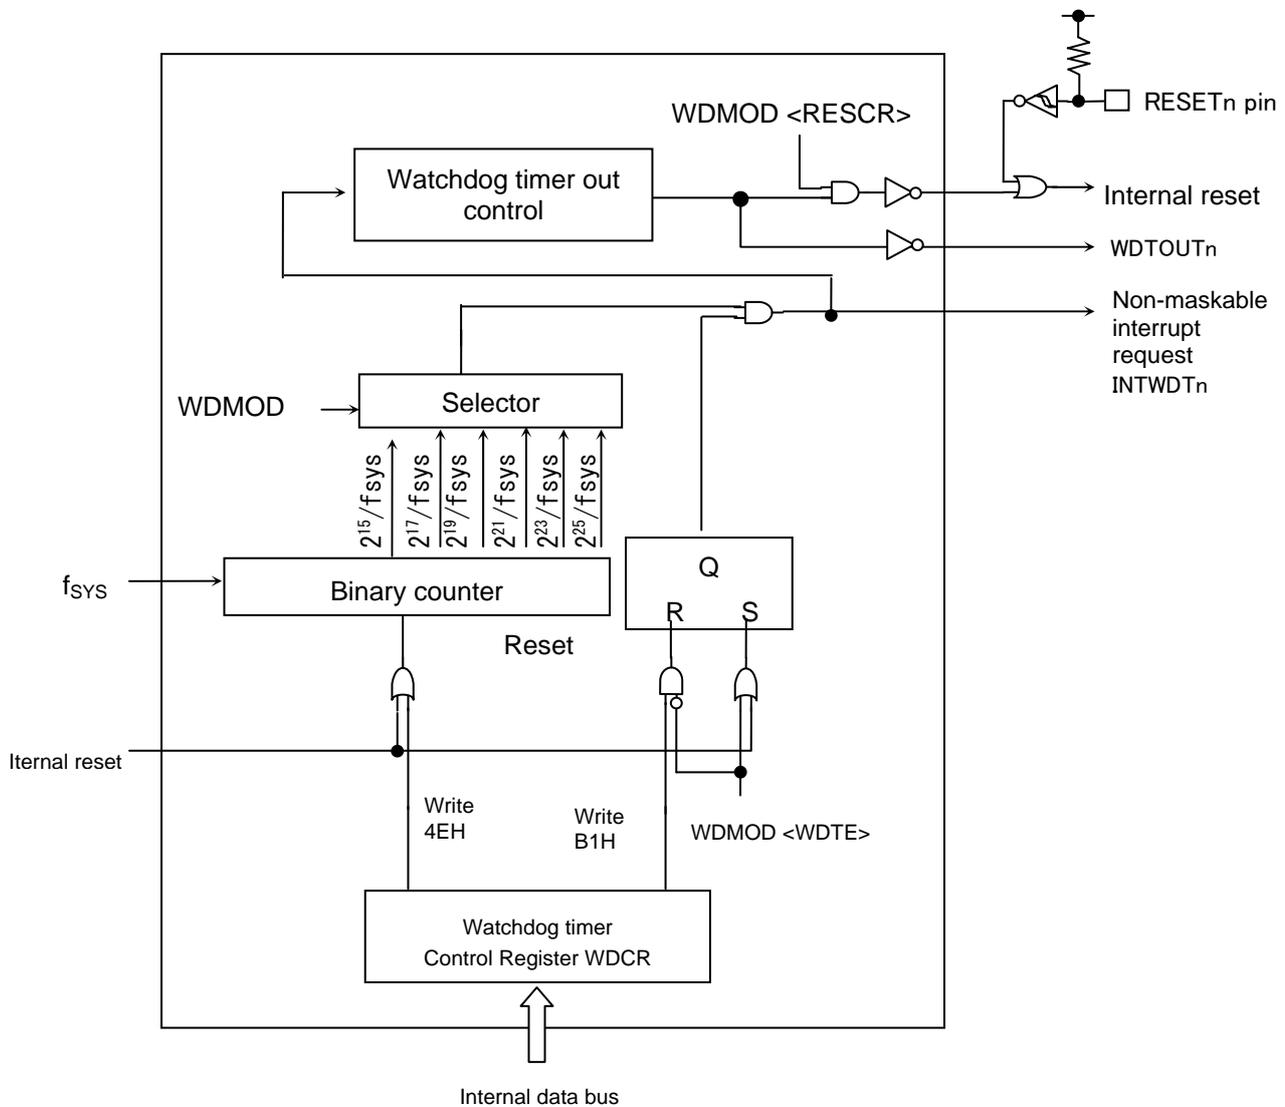 RESETn pin
WDMOD <RESCR>
Watchdog timer out
control
Internal reset
WDTOUTn
Non-maskable
interrupt
request
INTWDTn
WDMOD
Selector
2¹⁵/fsys
2¹⁷/fsys
2¹⁹/fsys
2²¹/fsys
2²³/fsys
2²⁵/fsys
fSYS
Binary counter
Q
R S
Reset
Iternal reset
Write
4EH
Write
B1H
WDMOD <WDTE>
Watchdog timer
Control Register WDCR
Internal data bus